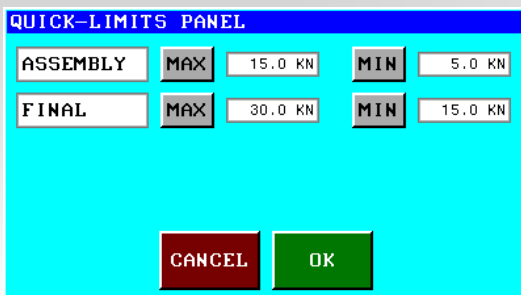 QUICK-LIMITS PANEL
ASSEMBLY MAX 15.0 KN MIN 5.0 KN
FINAL MAX 30.0 KN MIN 15.0 KN
CANCEL OK